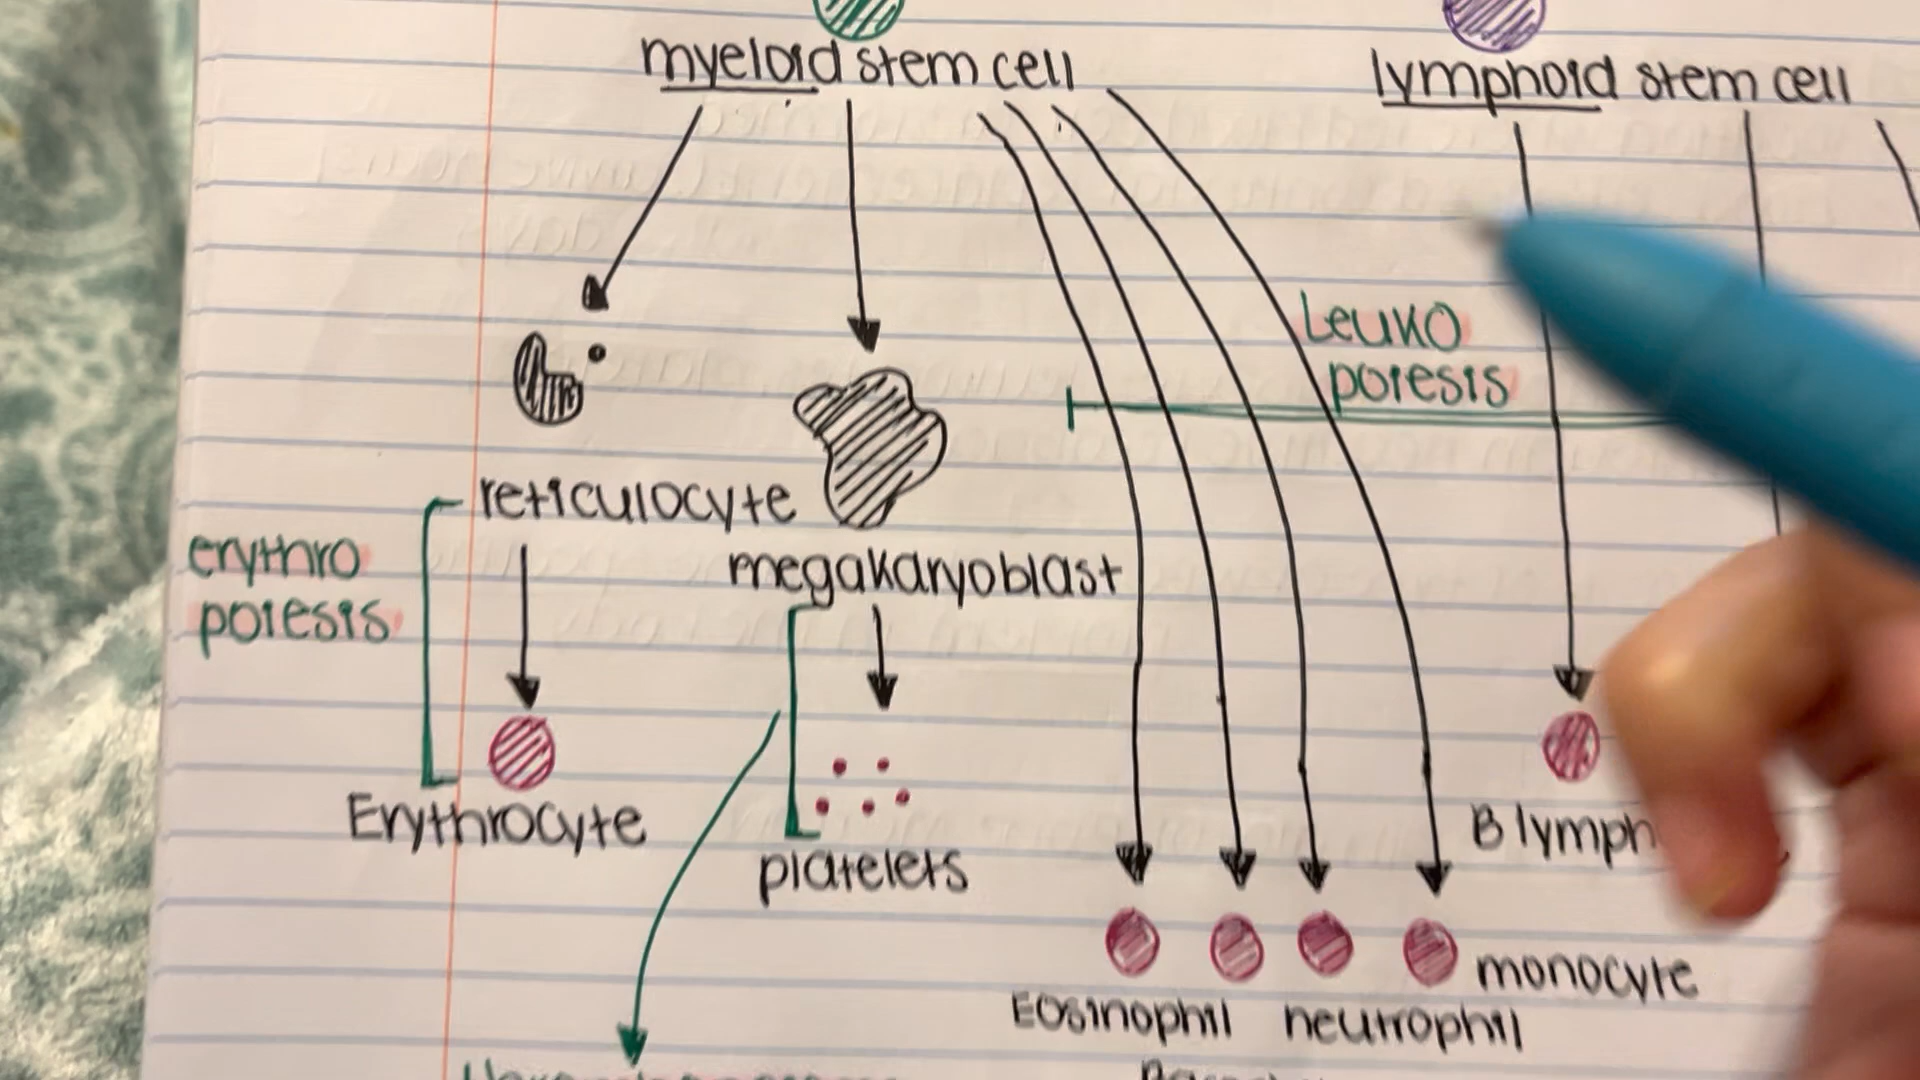 myeloid stem cell
lymphoid stem cell
Leuko
poiesis
reticulocyte
erythro
poiesis
megakaryoblast
Erythrocyte
platelets
B lymph
monocyte
Eosinophil
neutrophil